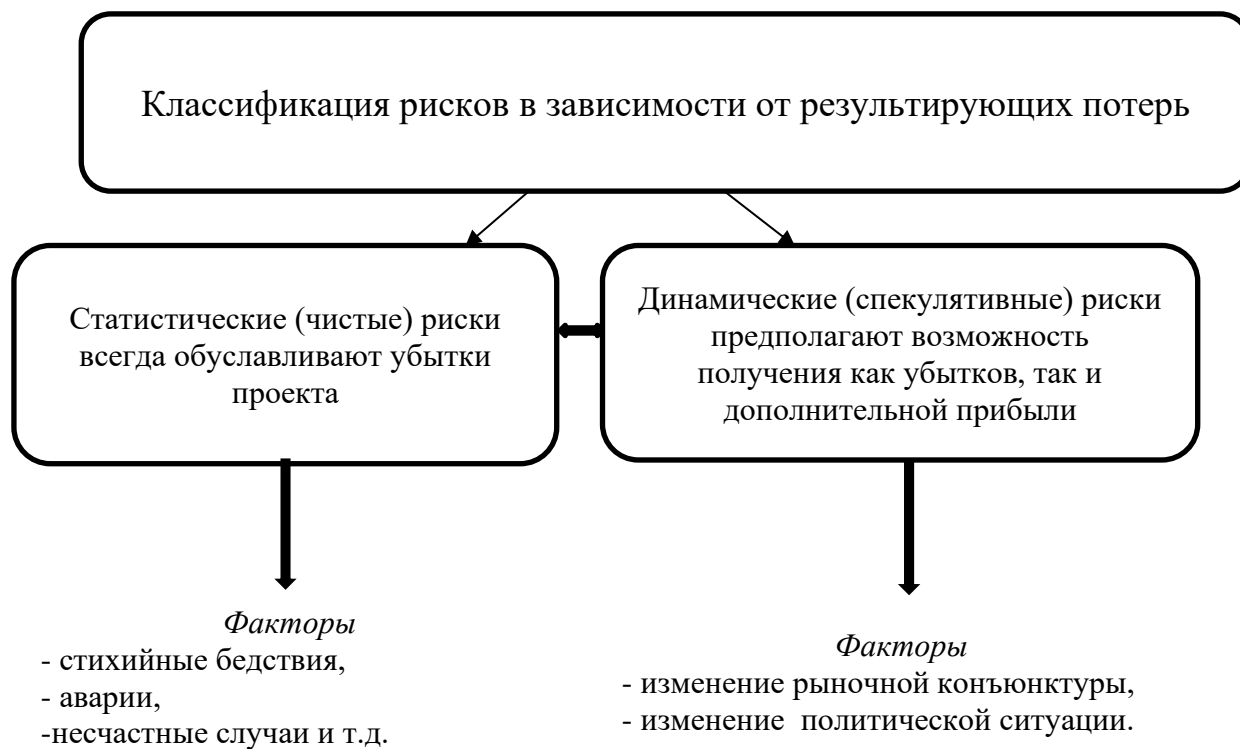 Классификация рисков в зависимости от результирующих потерь
Статистические (чистые) риски
всегда обуславливают убытки
проекта
Динамические (спекулятивные) риски
предполагают возможность
получения как убытков, так и
дополнительной прибыли
Факторы
- стихийные бедствия,
- аварии,
-несчастные случаи и т.д.
Факторы
- изменение рыночной конъюнктуры,
- изменение  политической ситуации.